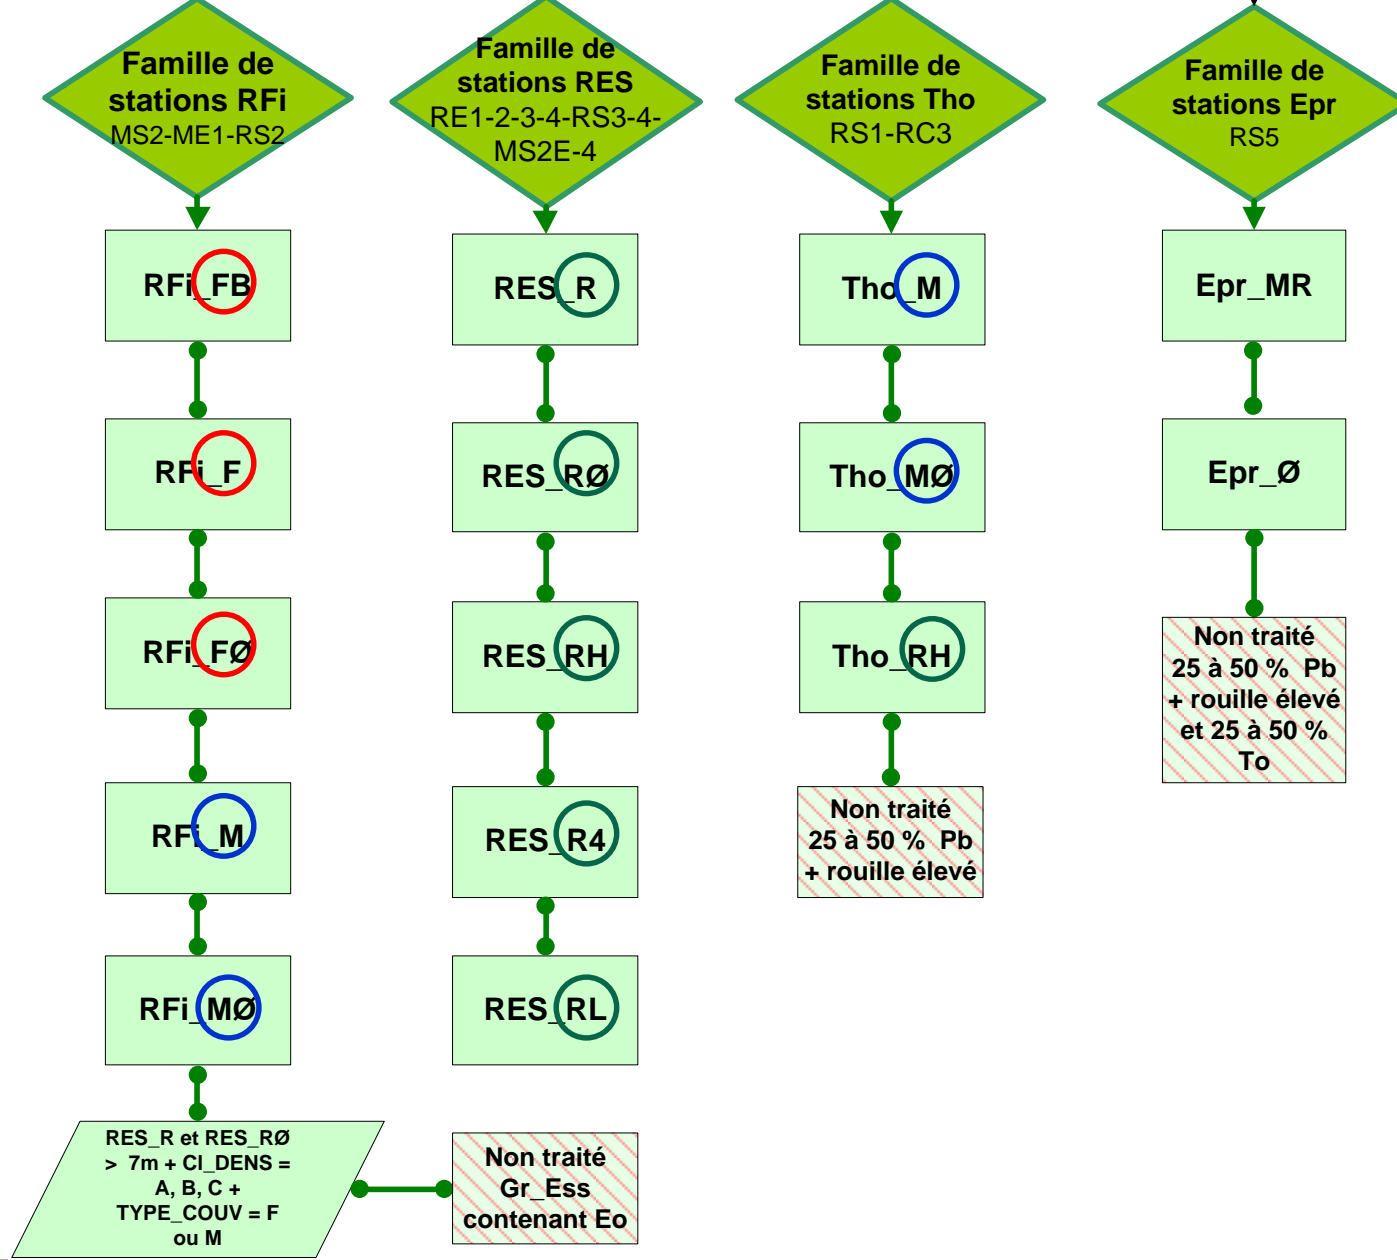 Famille de
stations RFi
MS2-ME1-RS2
RFi_FB
RFi_F
RFi_FØ
RFi_M
RFi_MØ
RES_R et RES_RØ
> 7m + Cl_DENS =
A, B, C +
TYPE_COUV = F
ou M
Famille de
stations RES
RE1-2-3-4-RS3-4-
MS2E-4
RES_R
RES_RØ
RES_RH
RES_R4
RES_RL
Non traité
Gr_Ess
contenant Eo
Famille de
stations Tho
RS1-RC3
Tho_M
Tho_MØ
Tho_RH
Non traité
25 à 50 % Pb
+ rouille élevé
Famille de
stations Epr
RS5
Epr_MR
Epr_Ø
Non traité
25 à 50 % Pb
+ rouille élevé
et 25 à 50 %
To